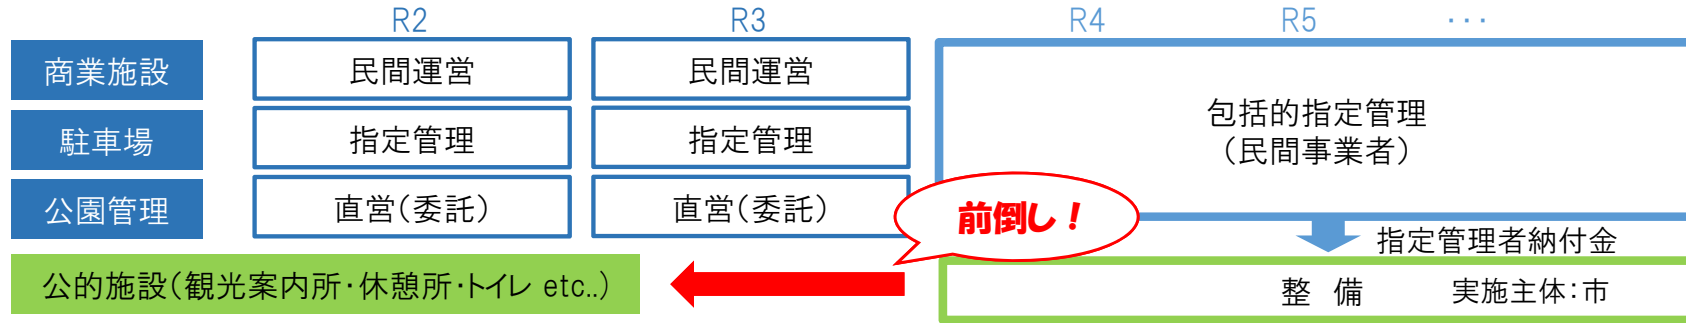 R2
R3
R4
R5
･･･
商業施設
民間運営
民間運営
駐車場
指定管理
指定管理
公園管理
直営(委託)
直営(委託)
包括的指定管理
(民間事業者)
前倒し！
指定管理者納付金
公的施設(観光案内所･休憩所･トイレ etc..)
整　備
実施主体：市